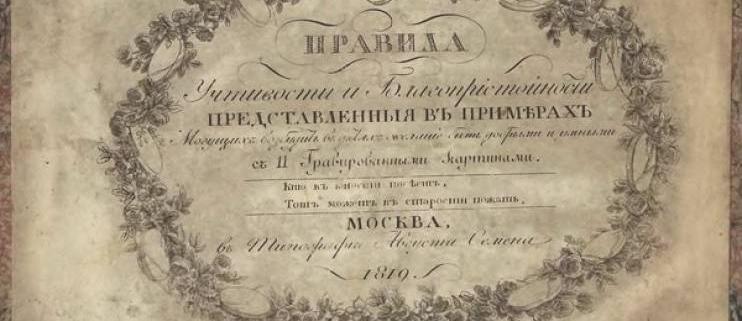 ПРАВИЛА
Учтивости и Благопрістойности
ПРЕДСТАВЛЕННЫЯ ВЪ ПРИМѢРАХЪ
Могущихъ возбудить въ дѣтяхъ желаніе быть добрыми и умными
съ 11 Гравированными картинами.
Кто въ юности посѣетъ,
Тотъ можетъ въ старости пожать.
МОСКВА,
въ Типографіи Августа Семена
1819